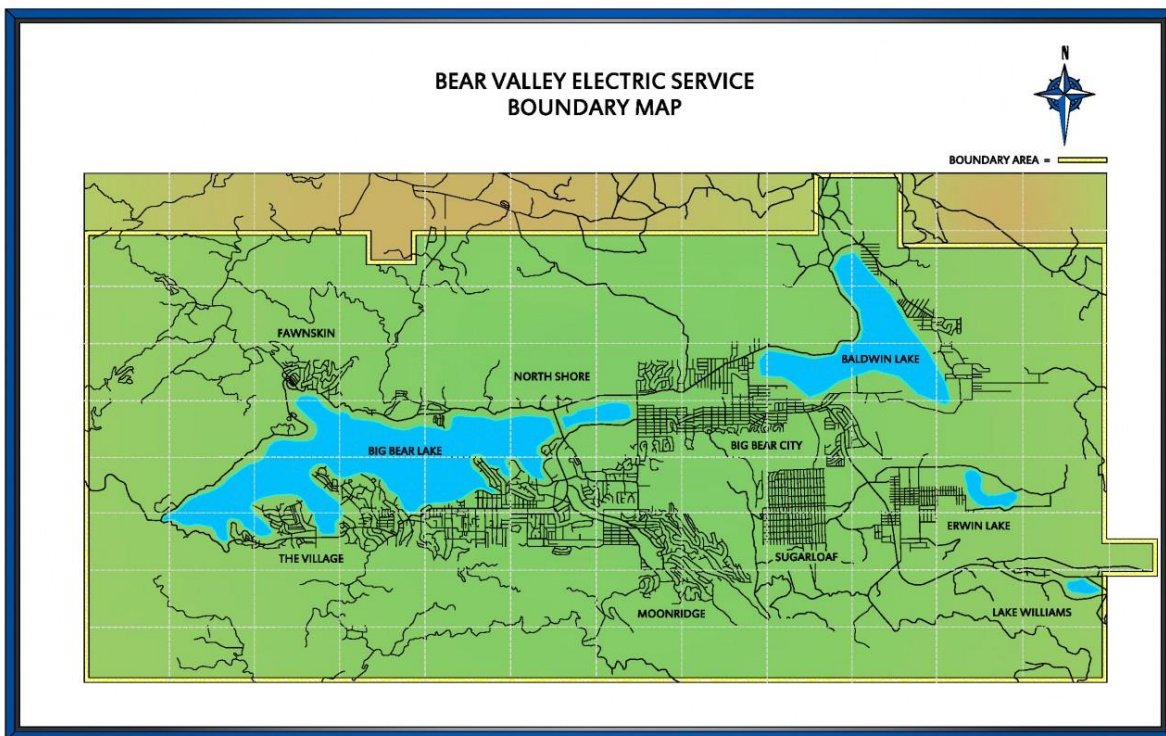 BEAR VALLEY ELECTRIC SERVICE
BOUNDARY MAP
N
BOUNDARY AREA =
FAWNSKIN
NORTH SHORE
BALDWIN LAKE
BIG BEAR LAKE
BIG BEAR CITY
ERWIN LAKE
THE VILLAGE
SUGARLOAF
MOONRIDGE
LAKE WILLIAMS